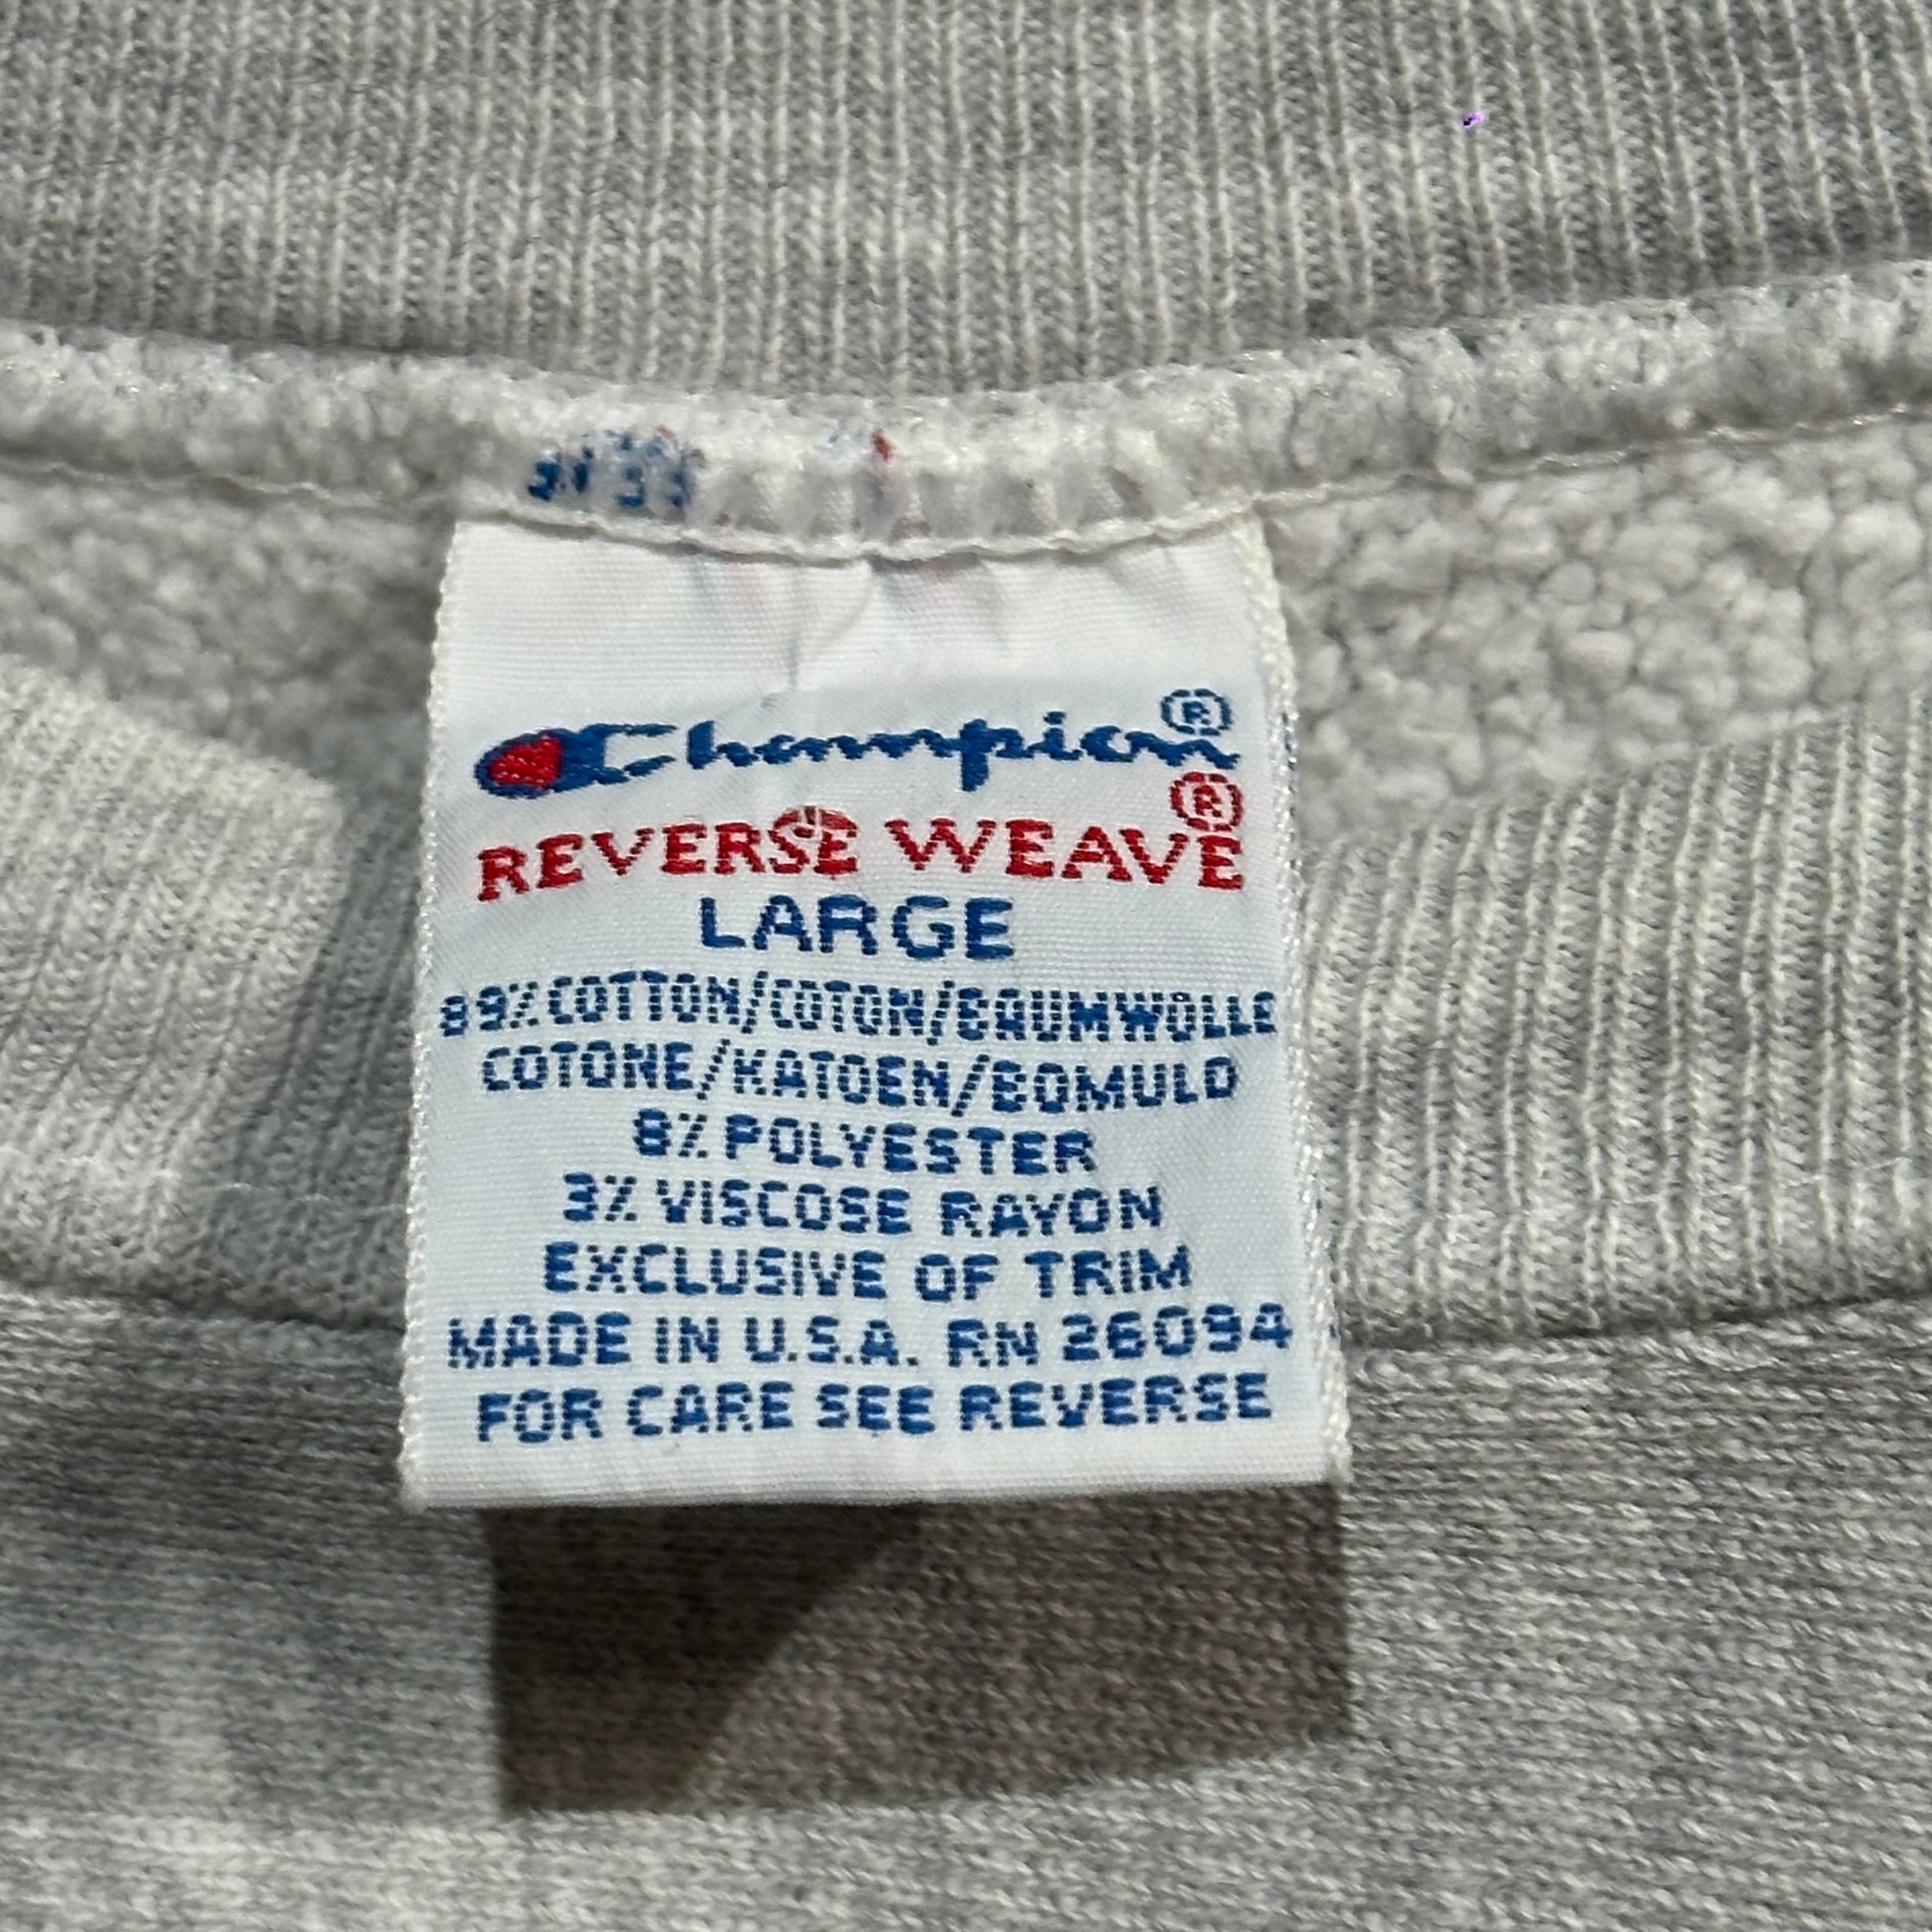 Champion®
REVERSE WEAVE®
LARGE
89% COTTON/COTON/BAUMWOLLE
COTONE/KATOEN/BOMULD
8% POLYESTER
3% VISCOSE RAYON
EXCLUSIVE OF TRIM
MADE IN U.S.A. RN 26094
FOR CARE SEE REVERSE